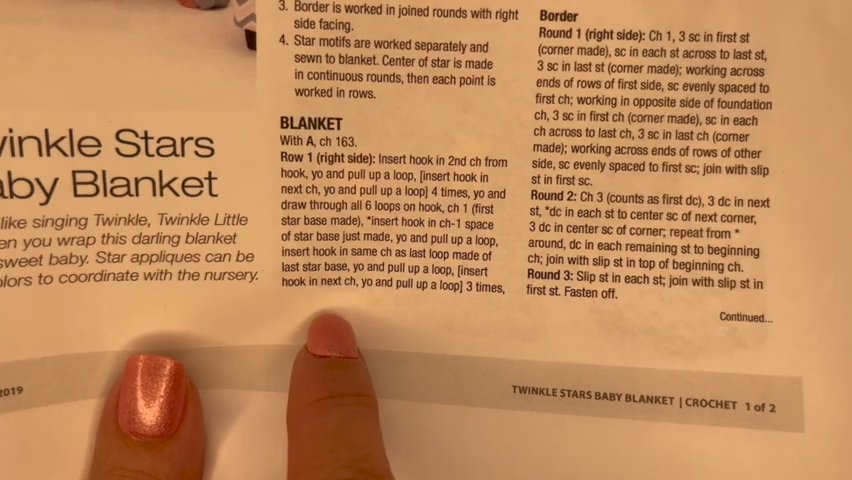 winkle Stars
aby Blanket
like singing Twinkle, Twinkle Little
en you wrap this darling blanket
sweet baby. Star appliques can be
olors to coordinate with the nursery.
2019
3. Border is worked in joined rounds with right
side facing.
4. Star motifs are worked separately and
sewn to blanket. Center of star is made
in continuous rounds, then each point is
worked in rows.
BLANKET
With A, ch 163.
Row 1 (right side): Insert hook in 2nd ch from
hook, yo and pull up a loop, [insert hook in
next ch, yo and pull up a loop] 4 times, yo and
draw through all 6 loops on hook, ch 1 (first
star base made), *insert hook in ch-1 space
of star base just made, yo and pull up a loop,
insert hook in same ch as last loop made of
last star base, yo and pull up a loop, [insert
hook in next ch, yo and pull up a loop] 3 times,
Border
Round 1 (right side): Ch 1, 3 sc in first st
(corner made), sc in each st across to last st,
3 sc in last st (corner made); working across
ends of rows of first side, sc evenly spaced to
first ch; working in opposite side of foundation
ch, 3 sc in first ch (corner made), sc in each
ch across to last ch, 3 sc in last ch (corner
made); working across ends of rows of other
side, sc evenly spaced to first sc; join with slip
st in first sc.
Round 2: Ch 3 (counts as first dc), 3 dc in next
st, *dc in each st to center sc of next corner,
3 dc in center sc of corner; repeat from *
around, dc in each remaining st to beginning
ch; join with slip st in top of beginning ch.
Round 3: Slip st in each st; join with slip st in
first st. Fasten off.
Continued...
TWINKLE STARS BABY BLANKET | CROCHET 1 of 2